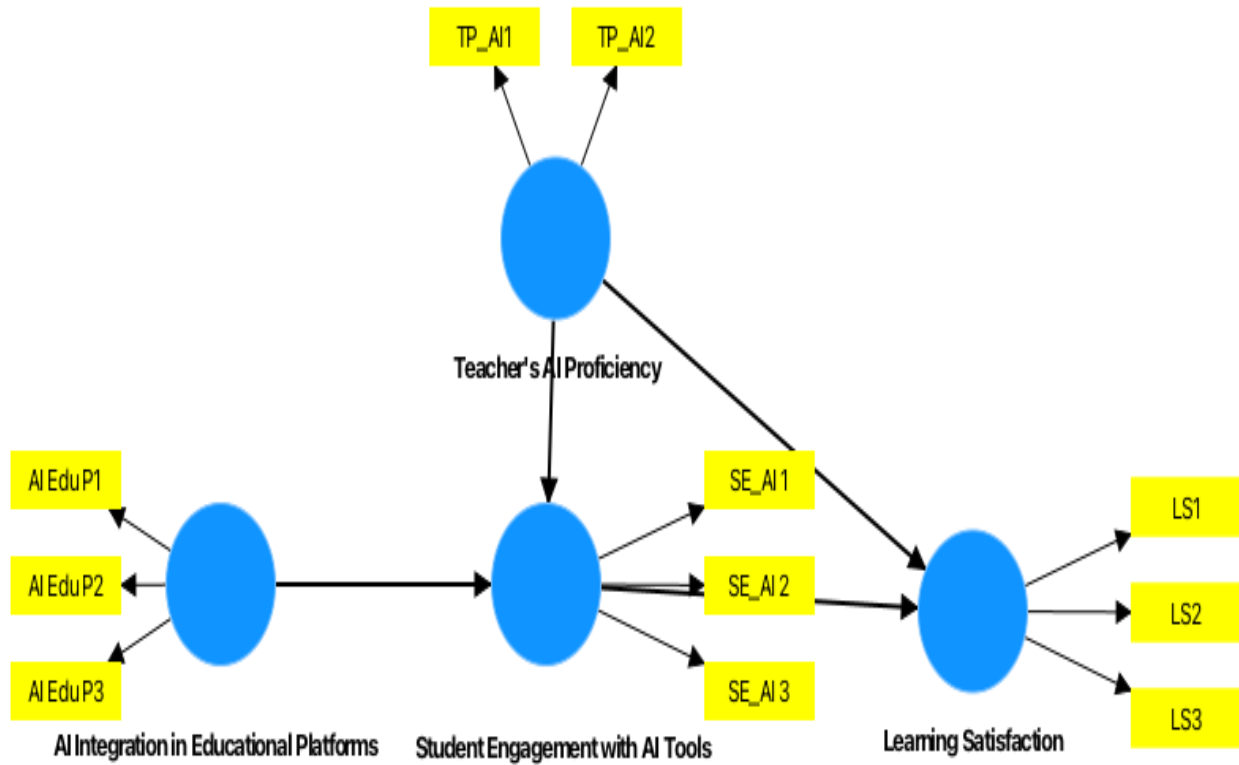 TP_AI1
TP_AI2
Teacher's AI Proficiency
AI Edu P1
SE_AI 1
LS1
AI Edu P2
SE_AI 2
LS2
AI Edu P3
SE_AI 3
LS3
AI Integration in Educational Platforms
Student Engagement with AI Tools
Learning Satisfaction